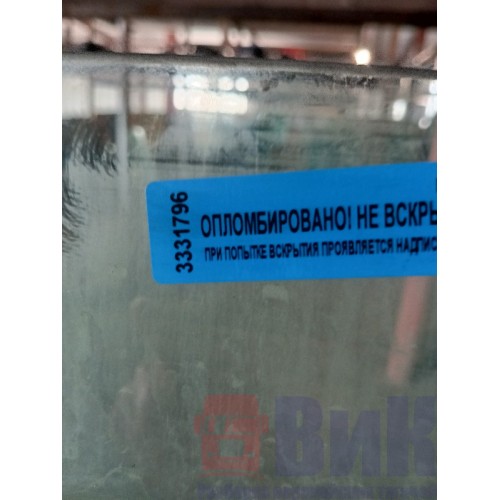 3331796
ОПЛОМБИРОВАНО! НЕ ВСКРЫ
ПРИ ПОПЫТКЕ ВСКРЫТИЯ ПРОЯВЛЯЕТСЯ НАДПИС
ВиК